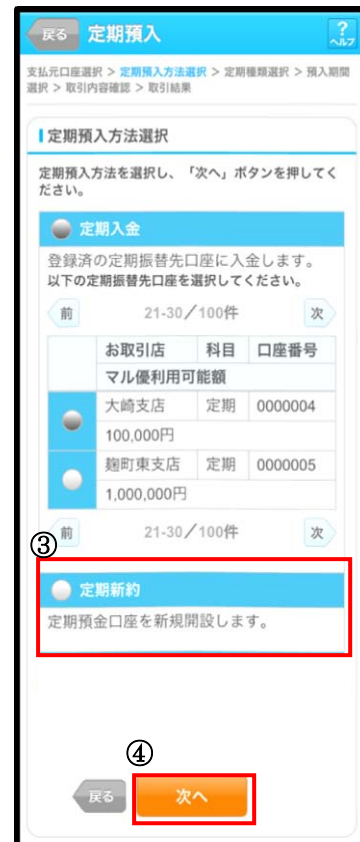 戻る 定期預入 ? ヘルプ
支払元口座選択 > 定期預入方法選択 > 定期種類選択 > 預入期間
選択 > 取引内容確認 > 取引結果
定期預入方法選択
定期預入方法を選択し、「次へ」ボタンを押してく
ださい。
定期入金
登録済の定期振替先口座に入金します。
以下の定期振替先口座を選択してください。
前 21-30／100件 次
お取引店 科目 口座番号
マル優利用可能額
大崎支店 定期 0000004
100,000円
麹町東支店 定期 0000005
1,000,000円
前 21-30／100件 次
③
定期新約
定期預金口座を新規開設します。
④
戻る 次へ